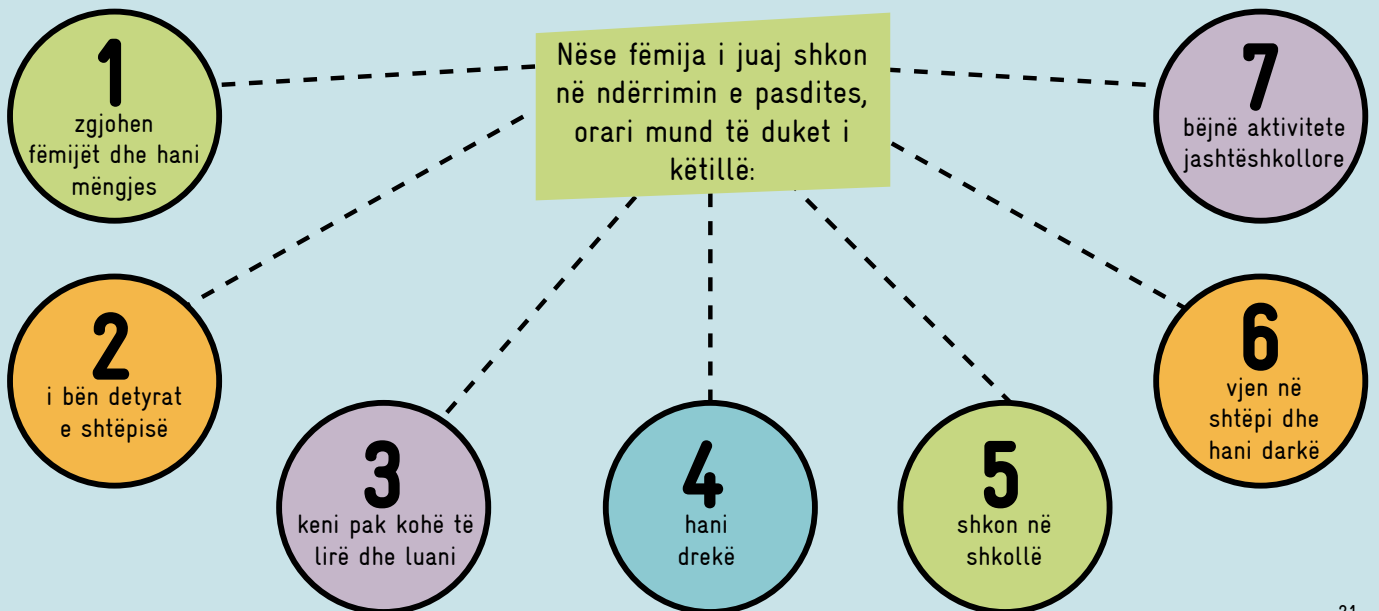 Nëse fëmija i juaj shkon
në ndërrimin e pasdites,
orari mund të duket i
këtillë:
1
zgjohen
fëmijët dhe hani
mëngjes
2
i bën detyrat
e shtëpisë
3
keni pak kohë të
lirë dhe luani
4
hani
drekë
5
shkon në
shkollë
6
vjen në
shtëpi dhe
hani darkë
7
bëjnë aktivitete
jashtëshkollore
21